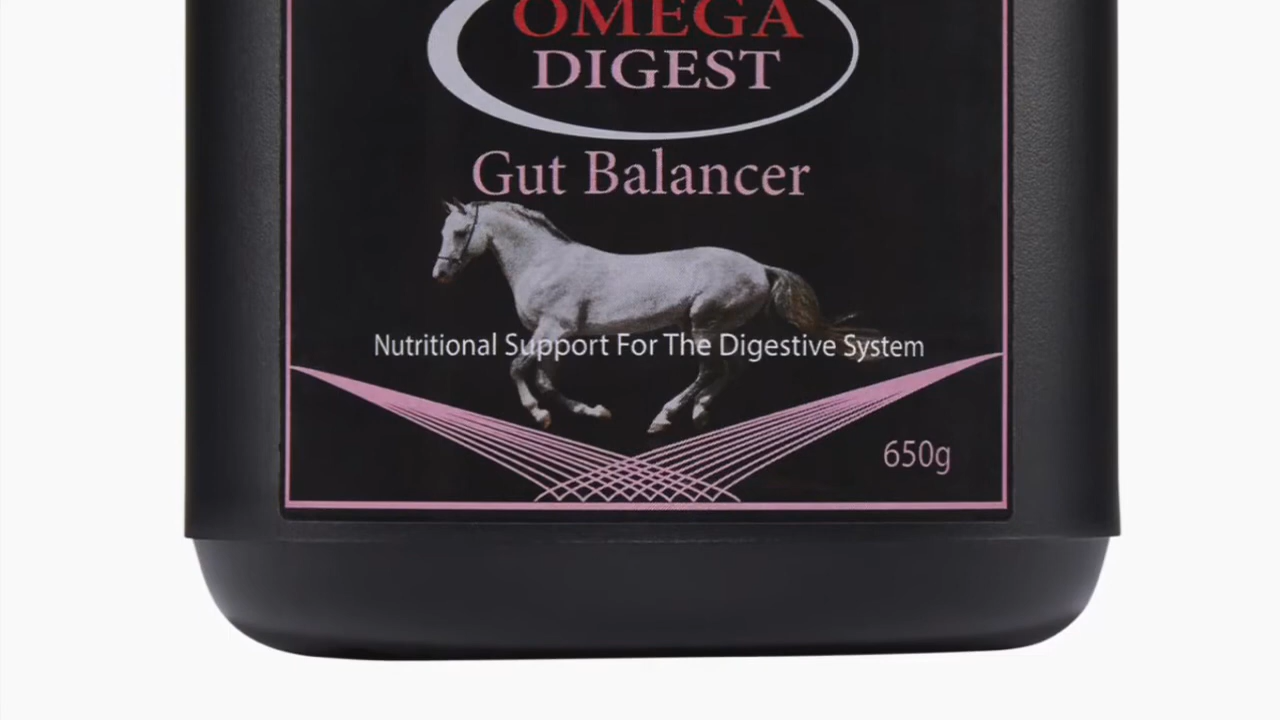 OMEGA
DIGEST
Gut Balancer
Nutritional Support For The Digestive System
650g